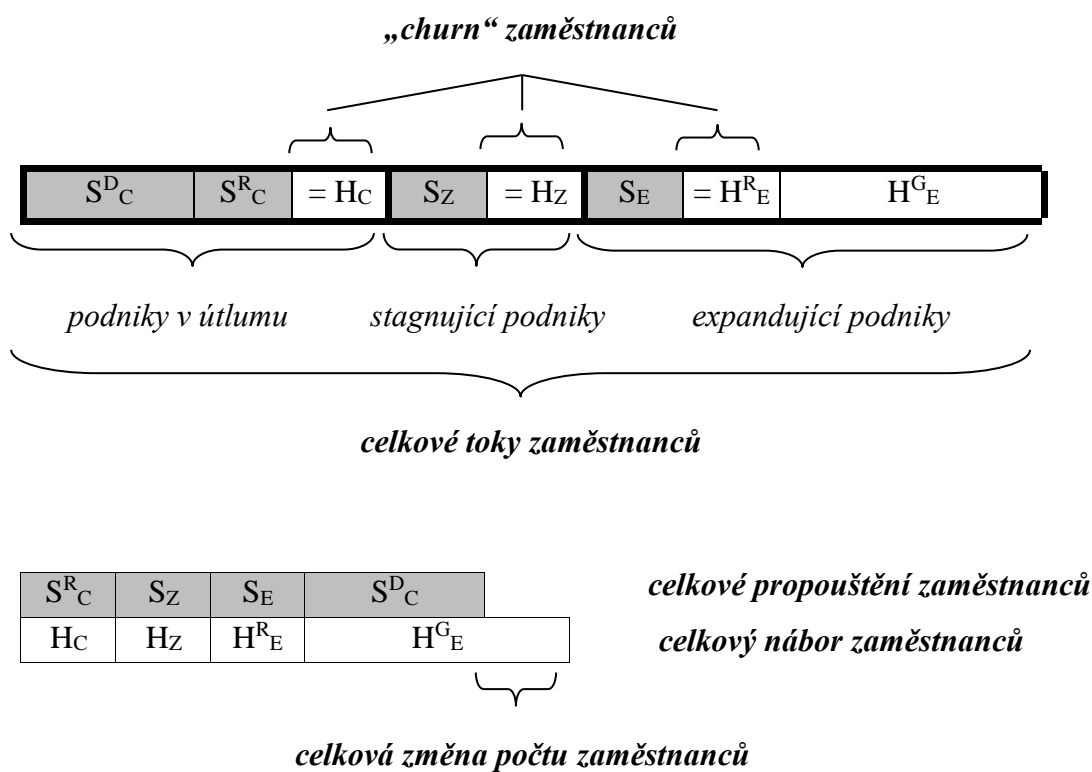 „churn“ zaměstnanců
S^D_C S^R_C = H_C S_Z = H_Z S_E = H^R_E H^G_E
podniky v útlumu stagnující podniky expandující podniky
celkové toky zaměstnanců
S^R_C S_Z S_E S^D_C celkové propouštění zaměstnanců
H_C H_Z H^R_E H^G_E celkový nábor zaměstnanců
celková změna počtu zaměstnanců